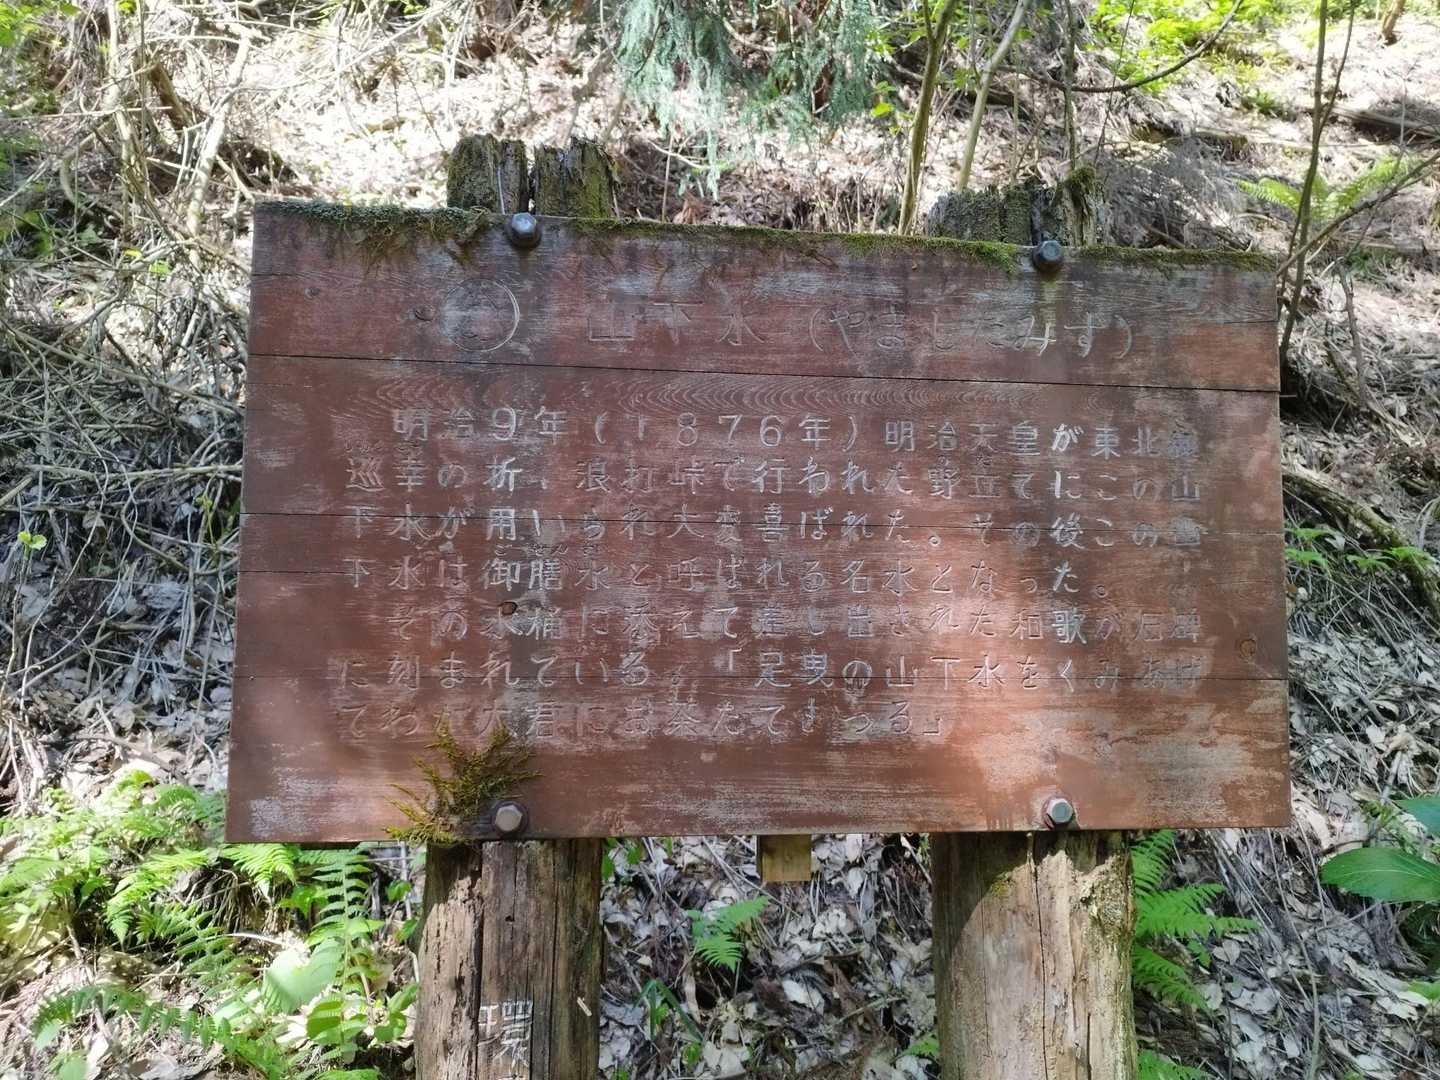 山下水 (やましたみず)
明治9年(1876年)明治天皇が東北御
巡幸の折、浪打峠で行われた野立てにこの山
下水が用いられ大変喜ばれた。その後この山
下水は御膳水と呼ばれる名水となった。
その水桶に添えて差し出された和歌が石碑
に刻まれている。「足曳の山下水をくみあげ
てわが大君にお茶たてまつる」
環